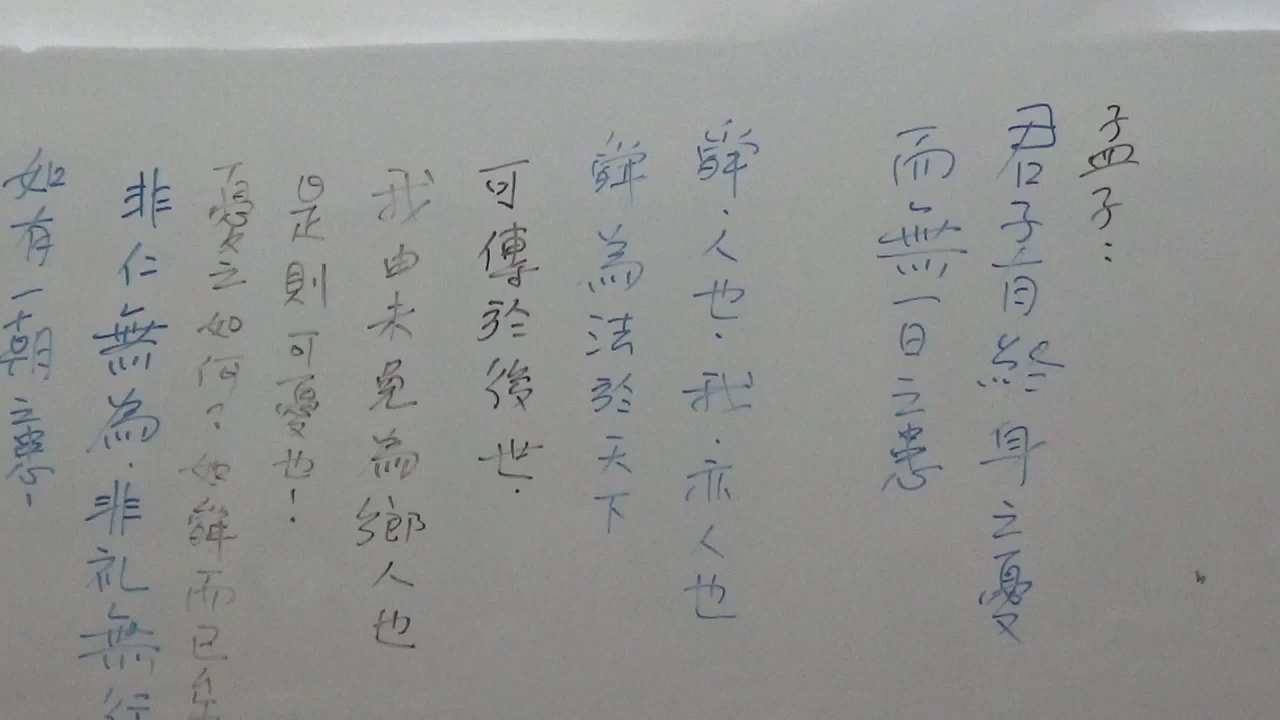 孟子：
君子有終身之憂
而無一日之患
舜．人也．我．亦人也
舜為法於天下
可傳於後世．
我由未免為鄉人也
是則可憂也！
憂之如何？如舜而已矣
非仁無為．非礼無行
如有一朝之患．